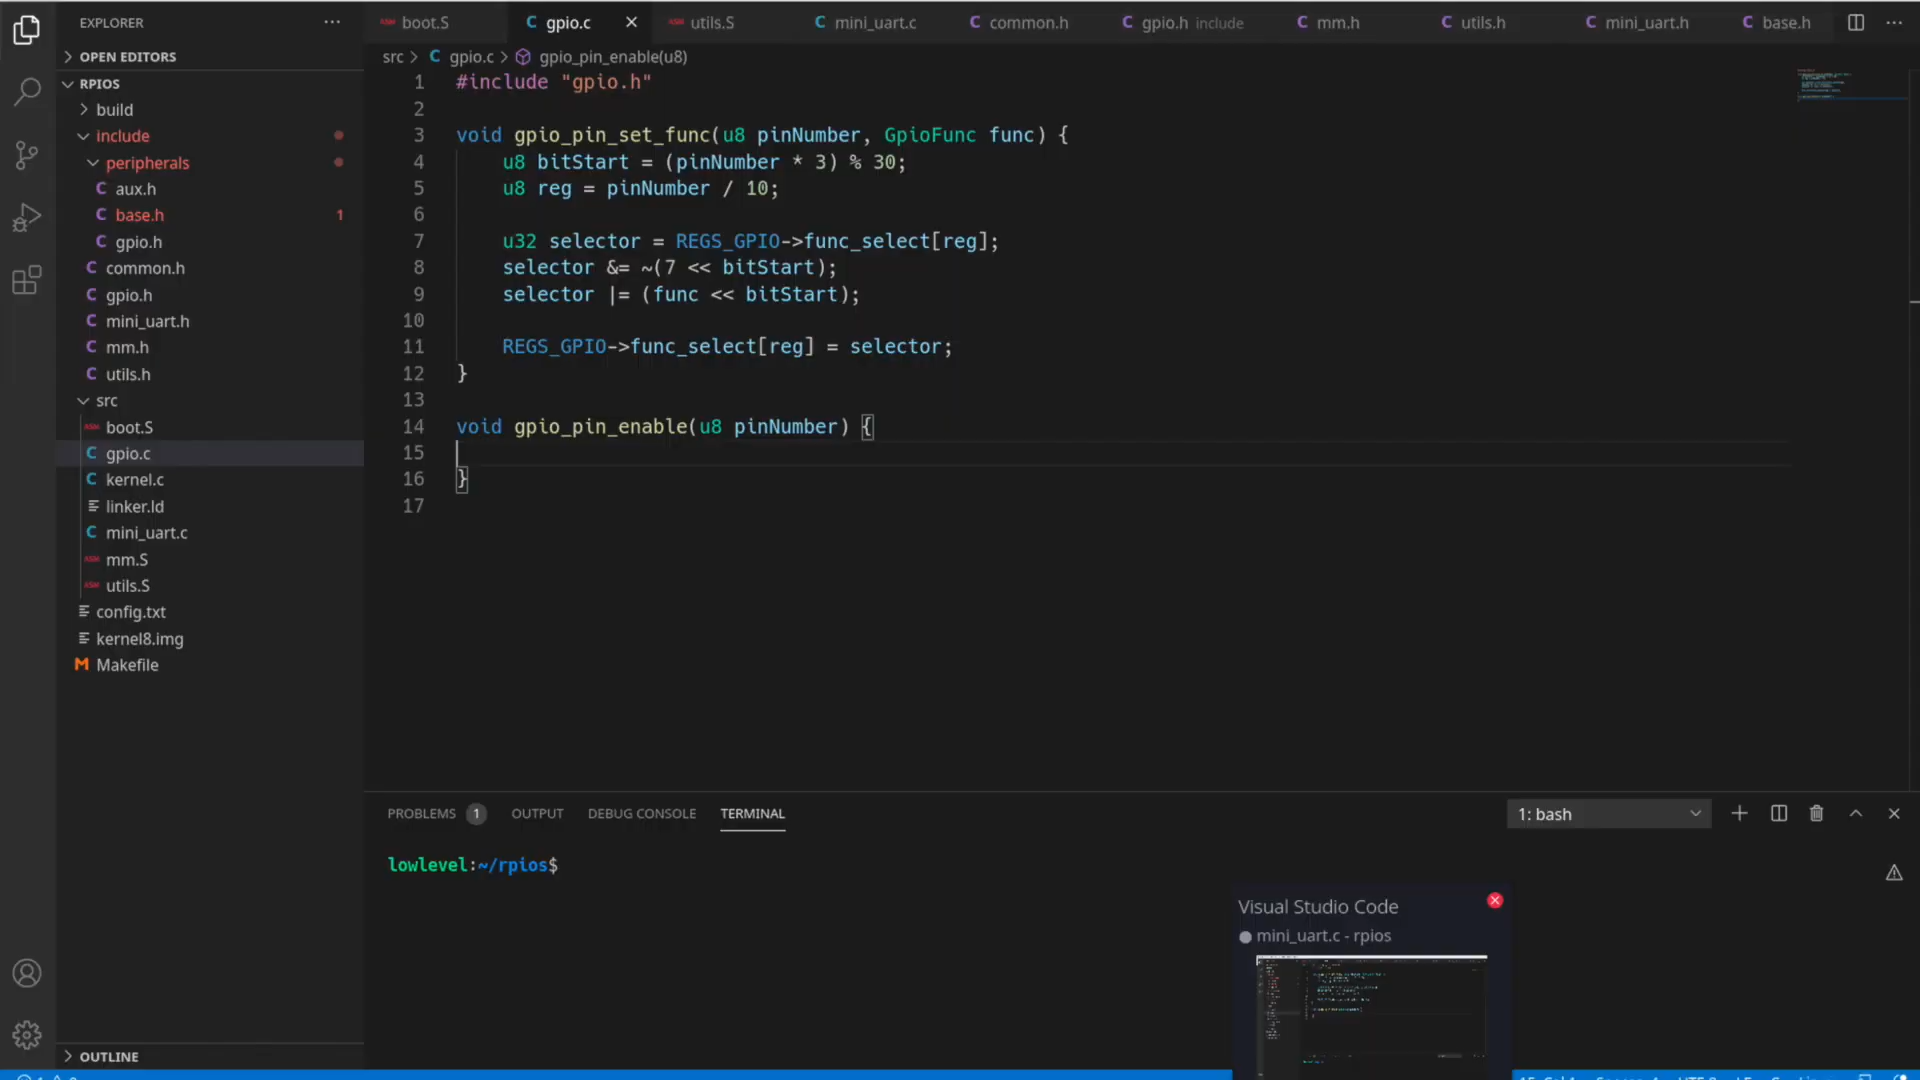 EXPLORER
OPEN EDITORS
RPIOS
build
include
peripherals
aux.h
base.h 1
gpio.h
common.h
gpio.h
mini_uart.h
mm.h
utils.h
src
boot.S
gpio.c
kernel.c
linker.ld
mini_uart.c
mm.S
utils.S
config.txt
kernel8.img
Makefile
OUTLINE
boot.S gpio.c utils.S mini_uart.c common.h gpio.h include mm.h utils.h mini_uart.h base.h
src > C gpio.c > gpio_pin_enable(u8)
1 #include "gpio.h"
2
3 void gpio_pin_set_func(u8 pinNumber, GpioFunc func) {
4 u8 bitStart = (pinNumber * 3) % 30;
5 u8 reg = pinNumber / 10;
6
7 u32 selector = REGS_GPIO->func_select[reg];
8 selector &= ~(7 << bitStart);
9 selector |= (func << bitStart);
10
11 REGS_GPIO->func_select[reg] = selector;
12 }
13
14 void gpio_pin_enable(u8 pinNumber) {
15
16 }
17
PROBLEMS 1 OUTPUT DEBUG CONSOLE TERMINAL 1: bash
lowlevel:~/rpios$
Visual Studio Code
mini_uart.c - rpios